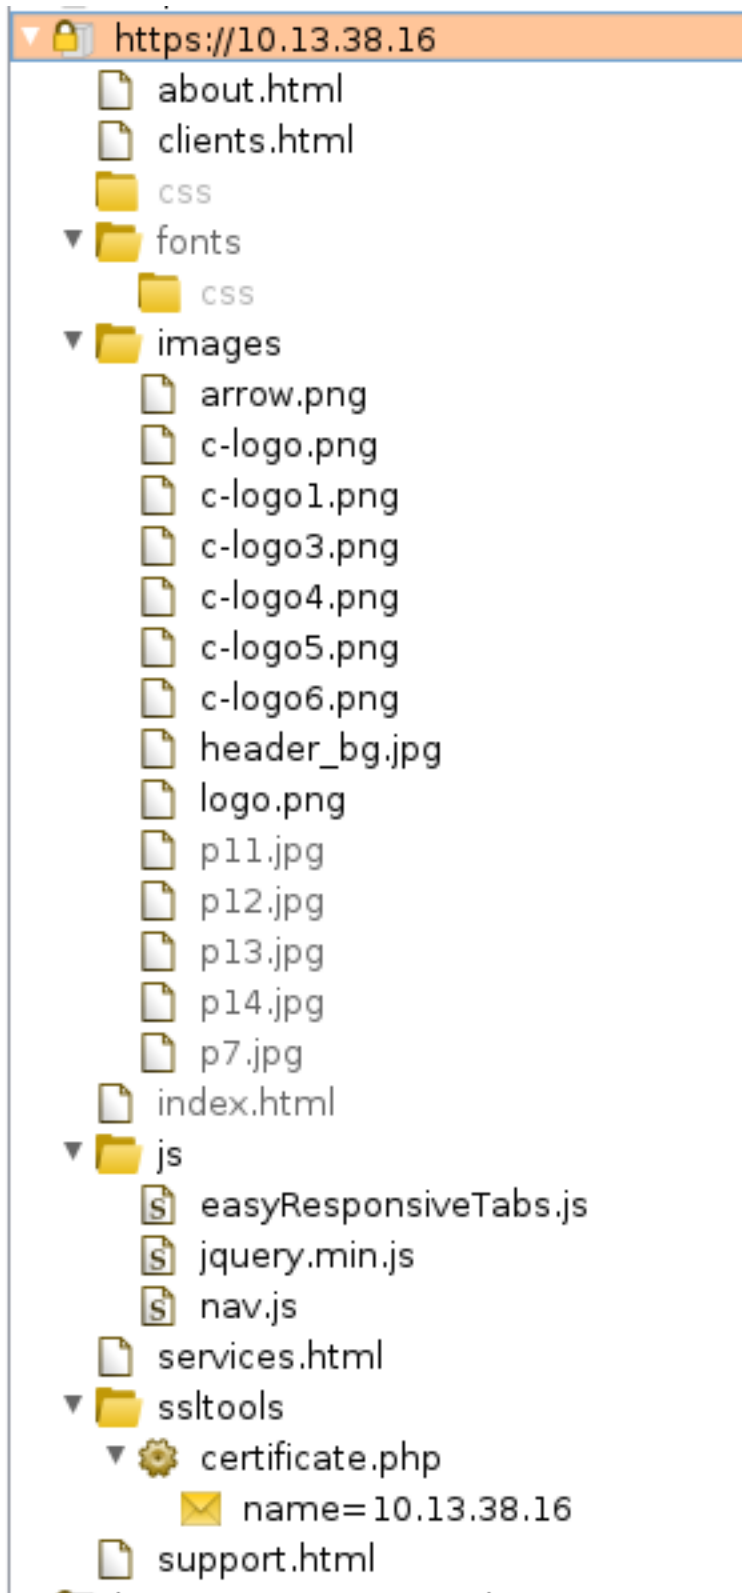 https://10.13.38.16
about.html
clients.html
css
fonts
css
images
arrow.png
c-logo.png
c-logo1.png
c-logo3.png
c-logo4.png
c-logo5.png
c-logo6.png
header_bg.jpg
logo.png
p11.jpg
p12.jpg
p13.jpg
p14.jpg
p7.jpg
index.html
js
easyResponsiveTabs.js
jquery.min.js
nav.js
services.html
ssltools
certificate.php
name=10.13.38.16
support.html